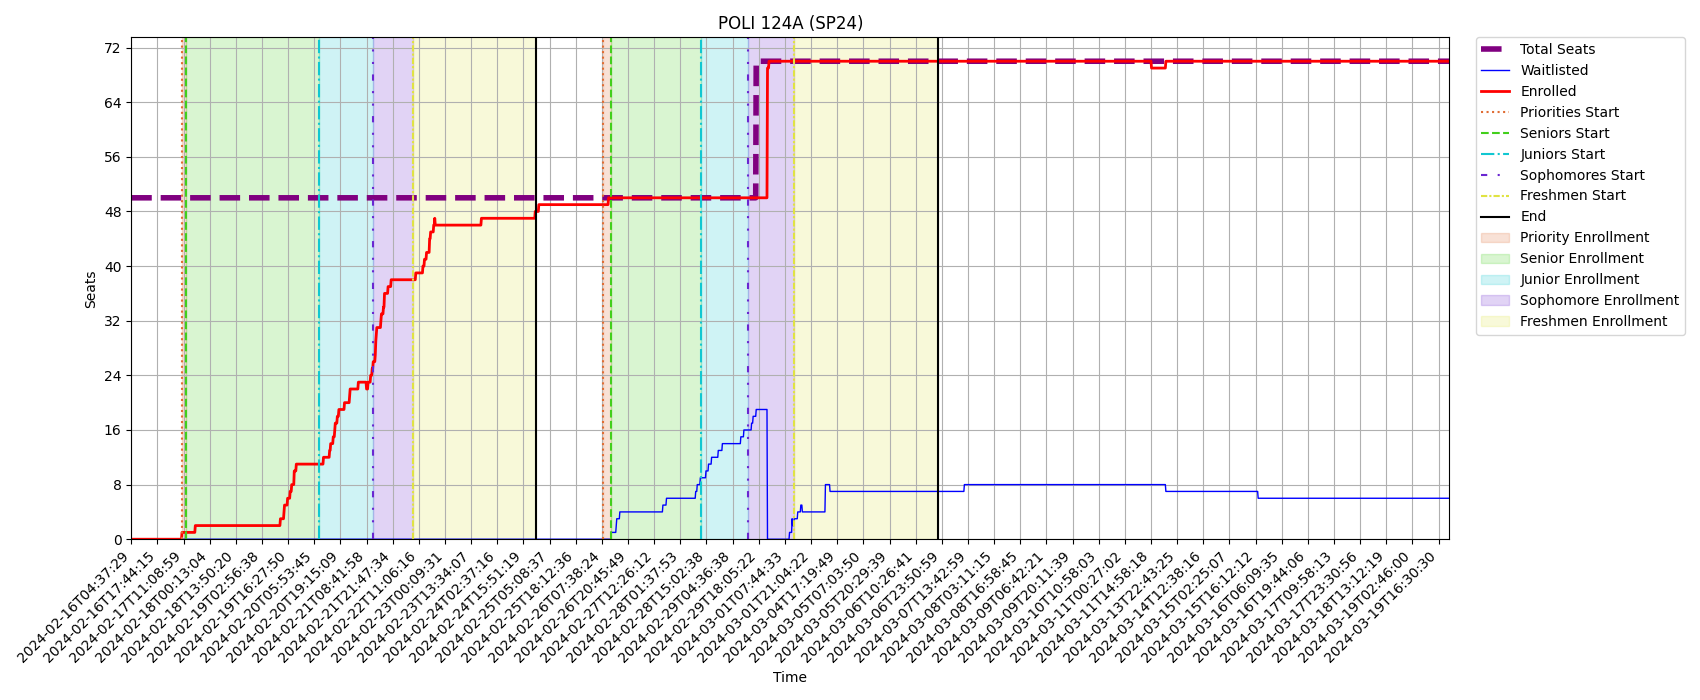 POLI 124A (SP24)
72
64
56
48
40
32
24
16
8
0
Seats
2024-02-16T04:37:29
2024-02-16T17:44:15
2024-02-17T11:08:59
2024-02-18T00:13:04
2024-02-18T13:50:20
2024-02-19T02:56:38
2024-02-19T16:27:50
2024-02-20T05:53:45
2024-02-20T19:15:09
2024-02-21T08:41:58
2024-02-21T21:47:34
2024-02-22T11:06:16
2024-02-23T00:09:31
2024-02-23T13:34:07
2024-02-24T02:37:16
2024-02-24T15:51:19
2024-02-25T05:08:37
2024-02-25T18:12:36
2024-02-26T07:38:24
2024-02-26T20:45:49
2024-02-27T12:26:12
2024-02-28T01:37:53
2024-02-28T15:02:38
2024-02-29T04:36:38
2024-02-29T18:05:22
2024-03-01T07:44:33
2024-03-01T21:04:22
2024-03-04T17:19:49
2024-03-05T07:03:50
2024-03-05T20:29:39
2024-03-06T10:26:41
2024-03-06T23:50:59
2024-03-07T13:42:59
2024-03-08T03:11:15
2024-03-08T16:58:45
2024-03-09T06:42:21
2024-03-09T20:11:39
2024-03-10T10:58:03
2024-03-11T00:27:02
2024-03-11T14:58:18
2024-03-13T22:43:25
2024-03-14T12:38:16
2024-03-15T02:25:07
2024-03-15T16:12:12
2024-03-16T06:09:35
2024-03-16T19:44:06
2024-03-17T09:58:13
2024-03-17T23:30:56
2024-03-18T13:12:19
2024-03-19T02:46:00
2024-03-19T16:30:30
Time
Total Seats
Waitlisted
Enrolled
Priorities Start
Seniors Start
Juniors Start
Sophomores Start
Freshmen Start
End
Priority Enrollment
Senior Enrollment
Junior Enrollment
Sophomore Enrollment
Freshmen Enrollment